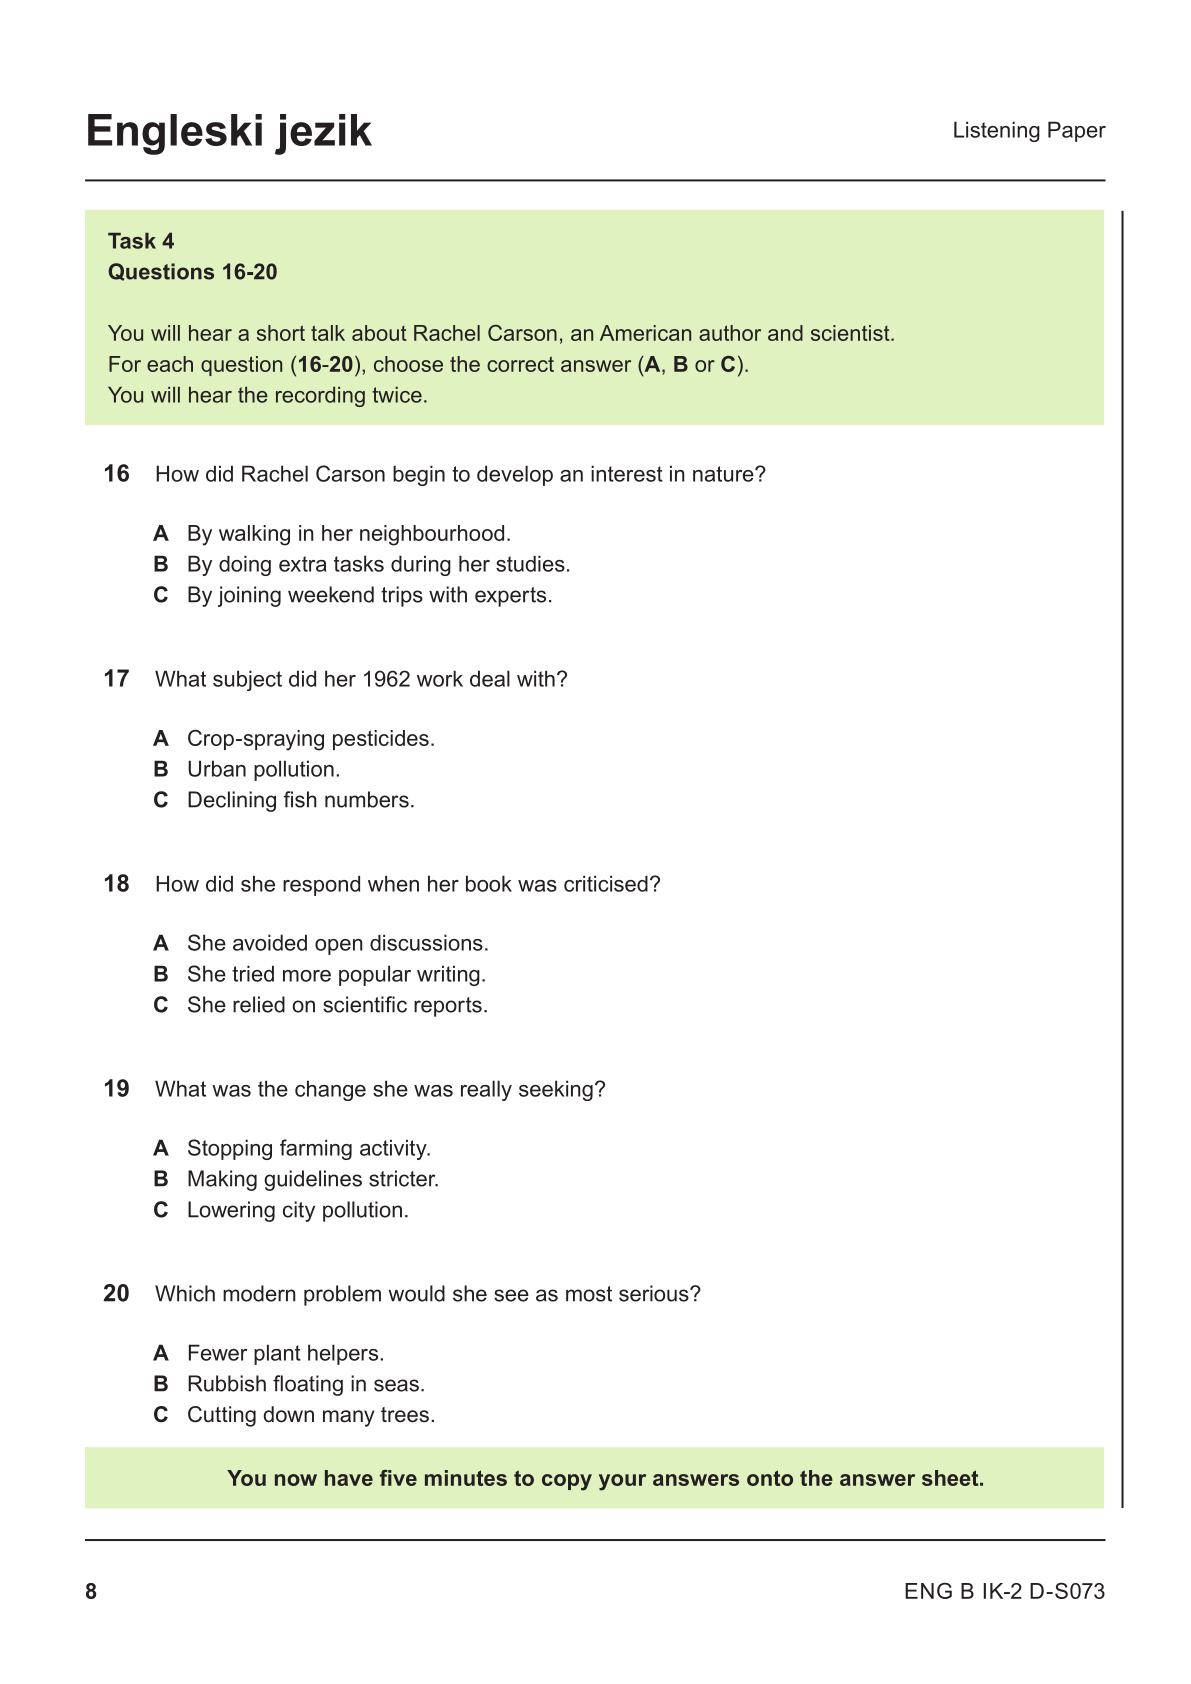 Engleski jezik
Listening Paper
Task 4
Questions 16-20
You will hear a short talk about Rachel Carson, an American author and scientist.
For each question (16-20), choose the correct answer (A, B or C).
You will hear the recording twice.
16 How did Rachel Carson begin to develop an interest in nature?
A By walking in her neighbourhood.
B By doing extra tasks during her studies.
C By joining weekend trips with experts.
17 What subject did her 1962 work deal with?
A Crop-spraying pesticides.
B Urban pollution.
C Declining fish numbers.
18 How did she respond when her book was criticised?
A She avoided open discussions.
B She tried more popular writing.
C She relied on scientific reports.
19 What was the change she was really seeking?
A Stopping farming activity.
B Making guidelines stricter.
C Lowering city pollution.
20 Which modern problem would she see as most serious?
A Fewer plant helpers.
B Rubbish floating in seas.
C Cutting down many trees.
You now have five minutes to copy your answers onto the answer sheet.
8
ENG B IK-2 D-S073